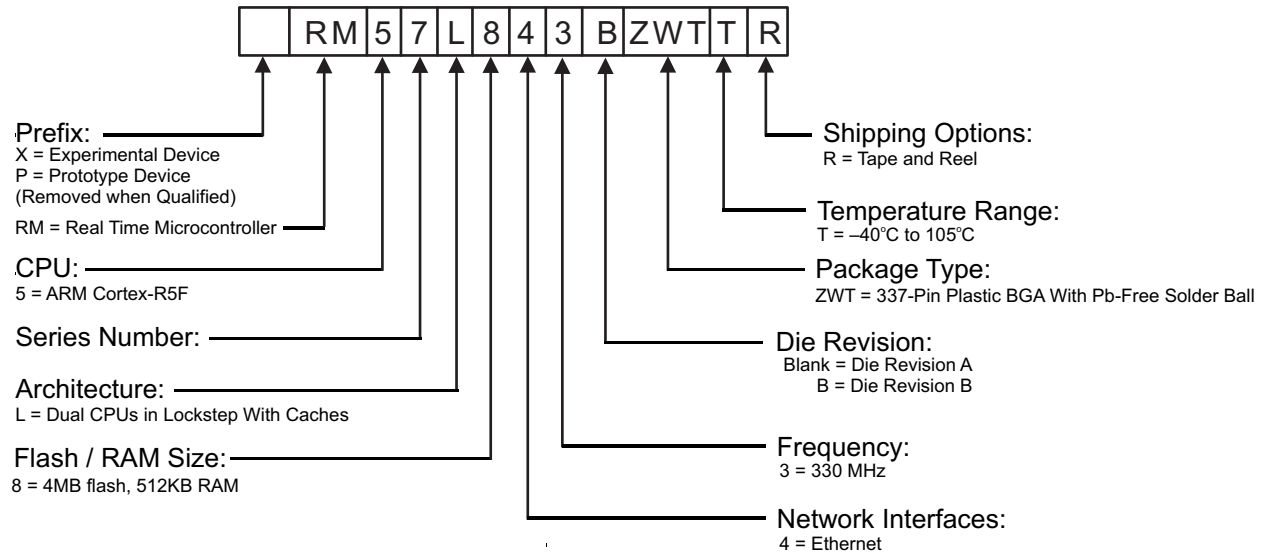 RM 5 7 L 8 4 3 B ZWT T R
Prefix:
X = Experimental Device
P = Prototype Device
(Removed when Qualified)
RM = Real Time Microcontroller
CPU:
5 = ARM Cortex-R5F
Series Number:
Architecture:
L = Dual CPUs in Lockstep With Caches
Flash / RAM Size:
8 = 4MB flash, 512KB RAM
Shipping Options:
R = Tape and Reel
Temperature Range:
T = –40°C to 105°C
Package Type:
ZWT = 337-Pin Plastic BGA With Pb-Free Solder Ball
Die Revision:
Blank = Die Revision A
B = Die Revision B
Frequency:
3 = 330 MHz
Network Interfaces:
4 = Ethernet